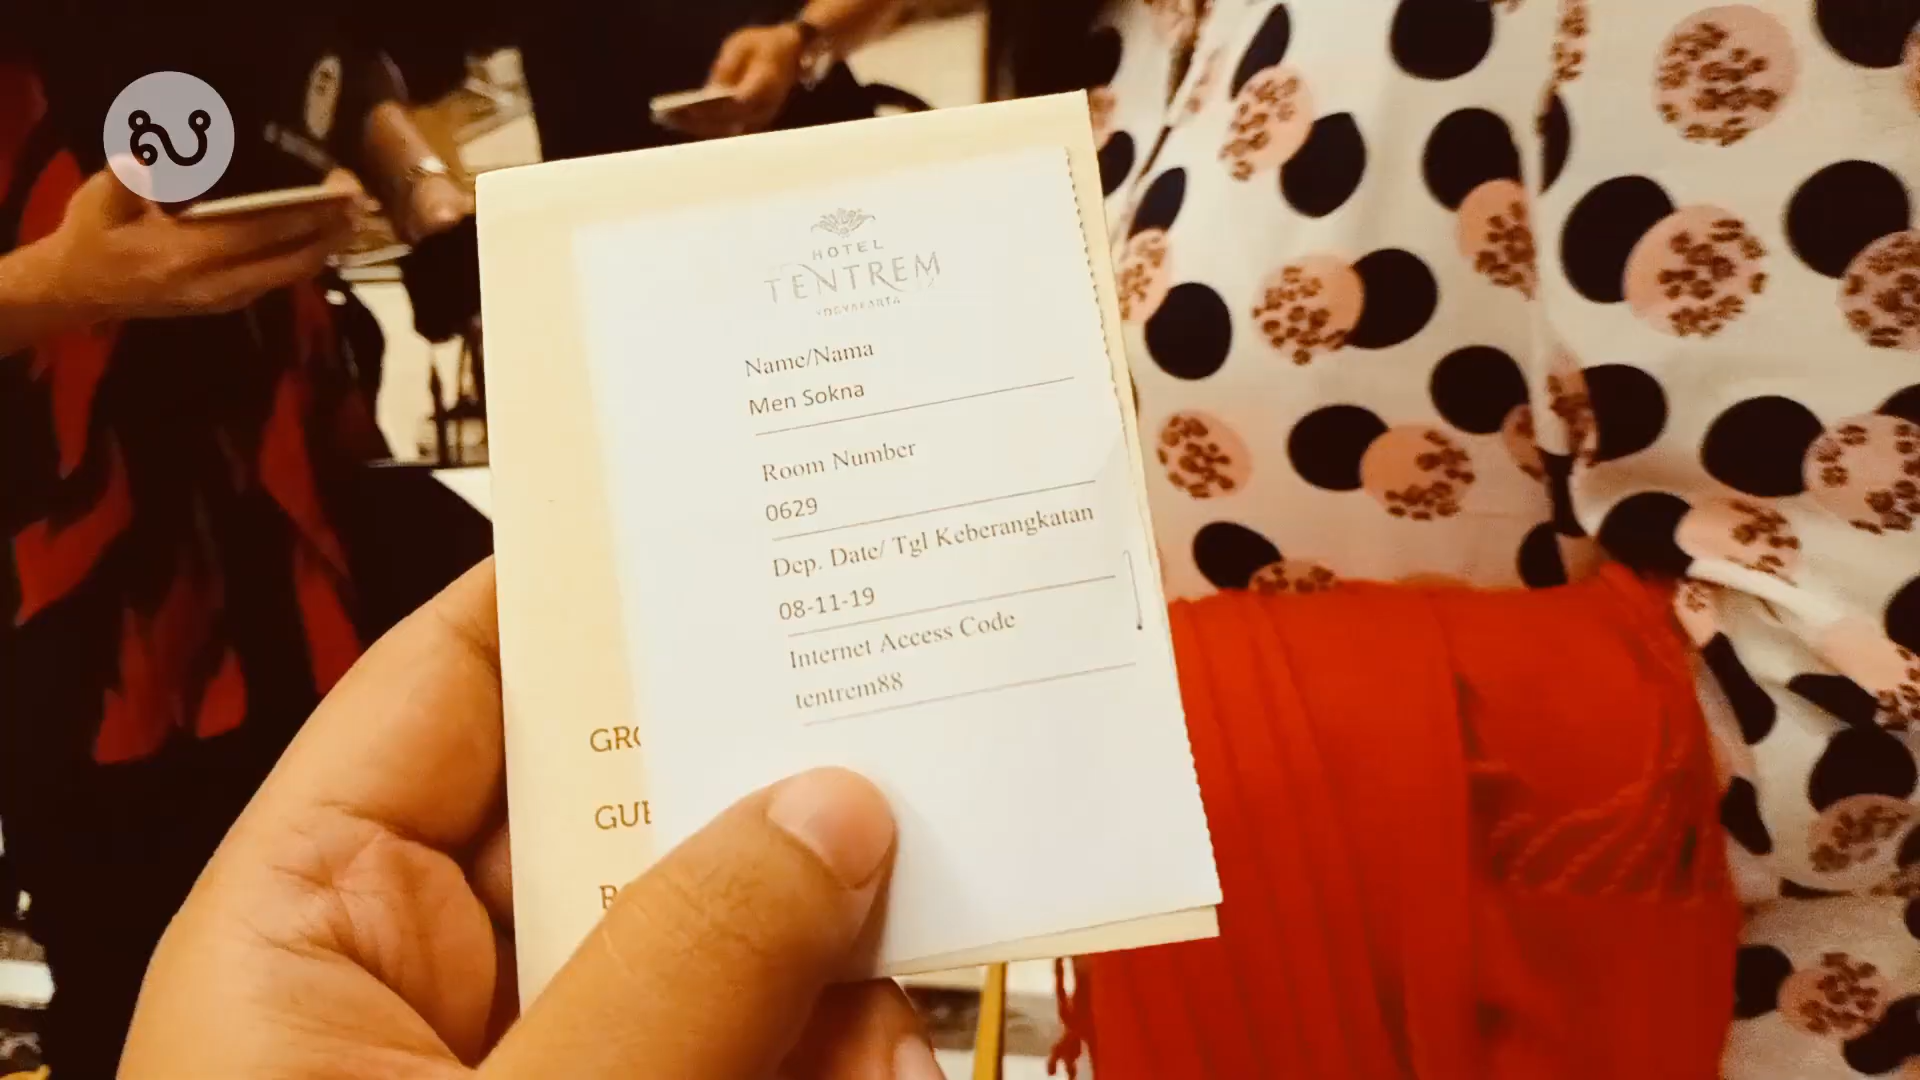 HOTEL
TENTREM
YOGYAKARTA
Name/Nama
Men Sokna
Room Number
0629
Dep. Date/ Tgl Keberangkatan
08-11-19
Internet Access Code
tentrem88